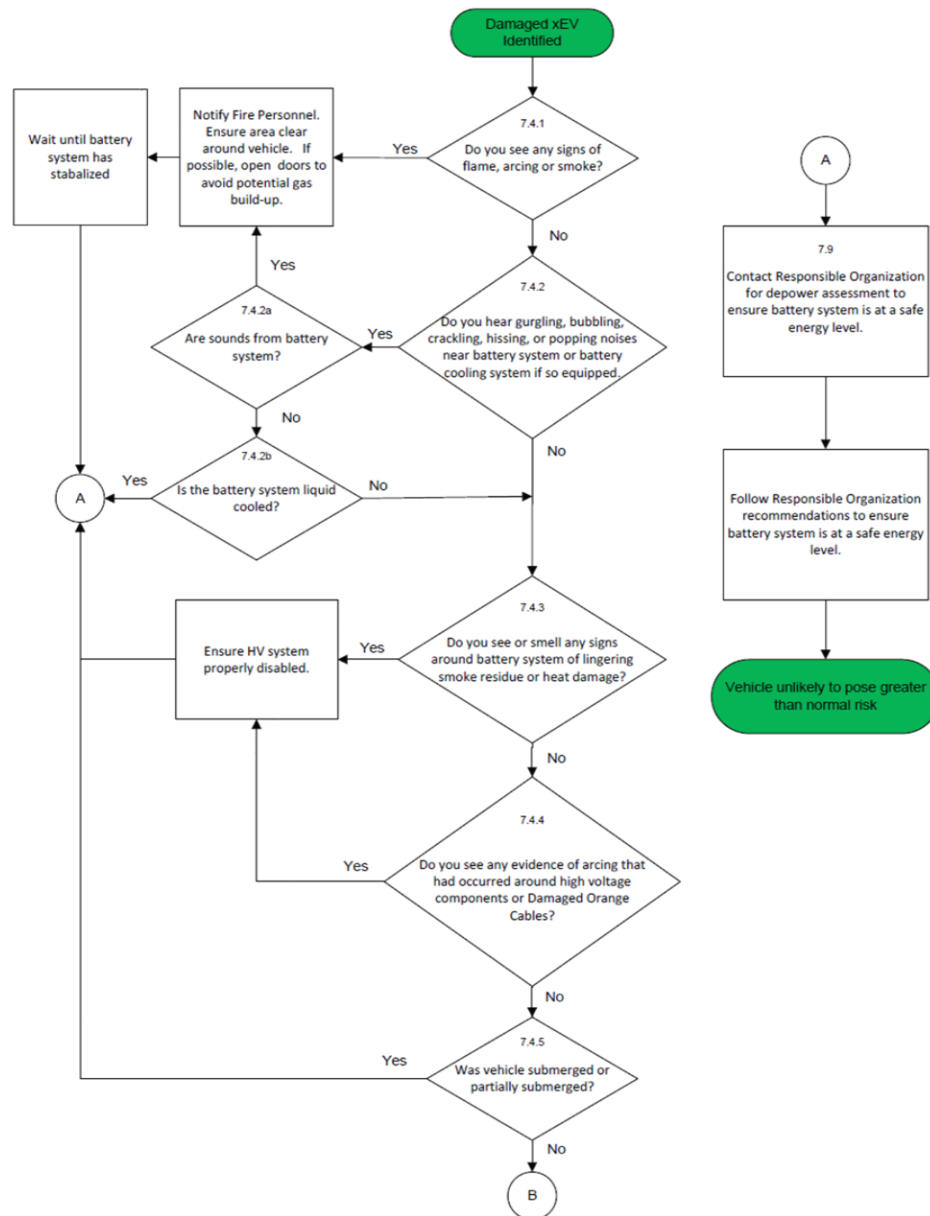 Damaged xEV
Identified
7.4.1
Do you see any signs of
flame, arcing or smoke?
Yes
No
Notify Fire Personnel.
Ensure area clear
around vehicle. If
possible, open doors to
avoid potential gas
build-up.
Wait until battery
system has
stabalized
7.4.2
Do you hear gurgling, bubbling,
crackling, hissing, or popping noises
near battery system or battery
cooling system if so equipped.
Yes
No
7.4.2a
Are sounds from battery
system?
Yes
No
7.4.2b
Is the battery system liquid
cooled?
Yes
No
A
7.4.3
Do you see or smell any signs
around battery system of lingering
smoke residue or heat damage?
Yes
No
Ensure HV system
properly disabled.
7.4.4
Do you see any evidence of arcing that
had occurred around high voltage
components or Damaged Orange
Cables?
Yes
No
7.4.5
Was vehicle submerged or
partially submerged?
Yes
No
B
A
7.9
Contact Responsible Organization
for depower assessment to
ensure battery system is at a safe
energy level.
Follow Responsible Organization
recommendations to ensure
battery system is at a safe energy
level.
Vehicle unlikely to pose greater
than normal risk